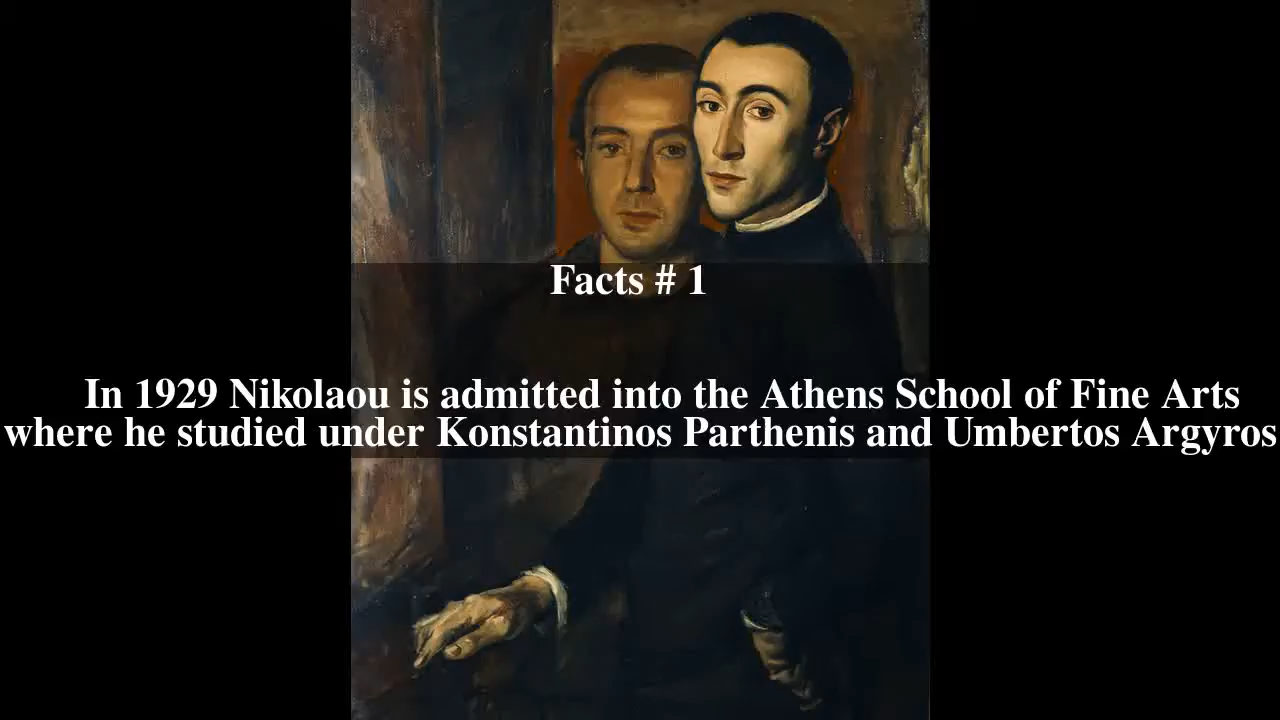 Facts # 1
In 1929 Nikolaou is admitted into the Athens School of Fine Arts
where he studied under Konstantinos Parthenis and Umbertos Argyros